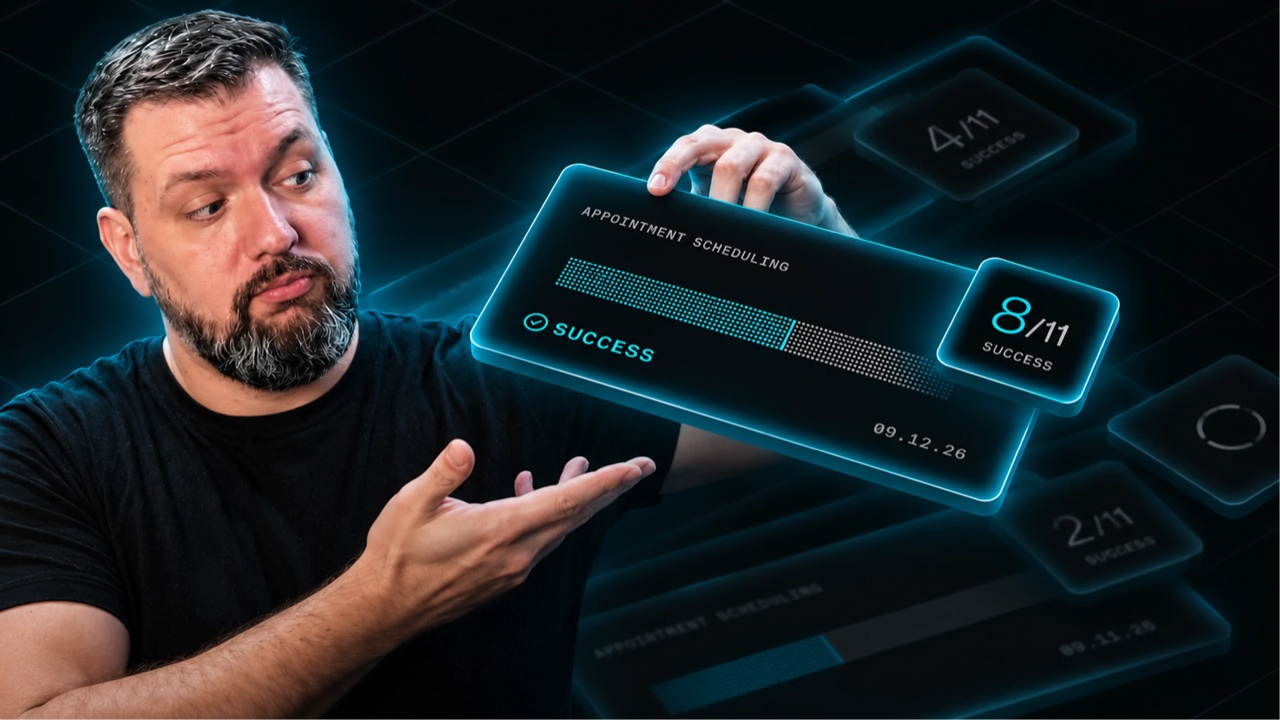 4/11
SUCCESS
APPOINTMENT SCHEDULING
SUCCESS
8/11
SUCCESS
09.12.26
2/11
SUCCESS
APPOINTMENT SCHEDULING
09.11.26